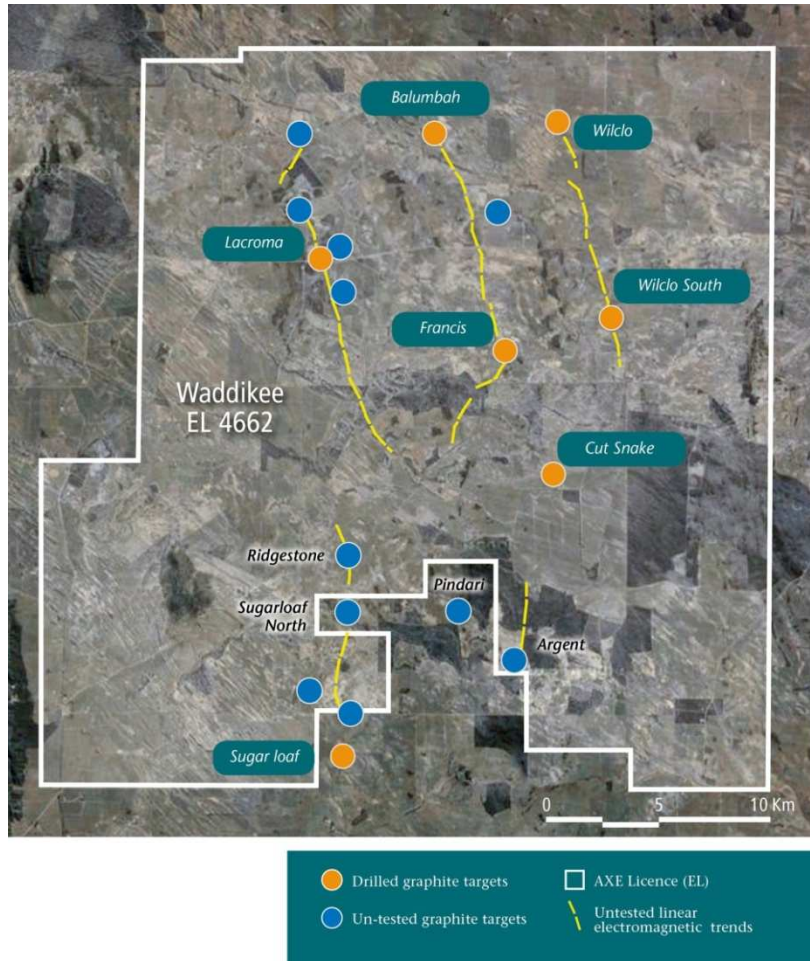 Balumbah
Wilclo
Lacroma
Wilclo South
Francis
Waddikee
EL 4662
Cut Snake
Ridgestone
Pindari
Sugarloaf
North
Argent
Sugar loaf
0 5 10 Km
Drilled graphite targets
AXE Licence (EL)
Un-tested graphite targets
Untested linear
electromagnetic trends